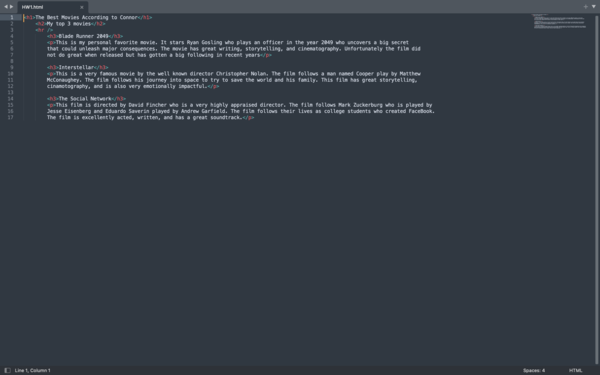 HW1.html
1 <h1>The Best Movies According to Connor</h1>
2 <h2>My top 3 movies</h2>
3 <hr />
4 <h3>Blade Runner 2049</h3>
5 <p>This is my personal favorite movie. It stars Ryan Gosling who plays an officer in the year 2049 who uncovers a big secret
6 that could unleash major consequences. The movie has great writing, storytelling, and cinematography. Unfortunately the film did
7 not do great when released but has gotten a big following in recent years</p>
8
9 <h3>Interstellar</h3>
10 <p>This is a very famous movie by the well known director Christopher Nolan. The film follows a man named Cooper play by Matthew
11 McConaughey. The film follows his journey into space to try to save the world and his family. This film has great storytelling,
12 cinamotography, and is also very emotionally impactful.</p>
13
14 <h3>The Social Network</h3>
15 <p>This film is directed by David Fincher who is a very highly appraised director. The film follows Mark Zuckerburg who is played by
16 Jesse Eisenberg and Eduardo Saverin played by Andrew Garfield. The film follows their lives as college students who created FaceBook.
17 The film is excellently acted, written, and has a great soundtrack.</p>
Line 1, Column 1
Spaces: 4
HTML